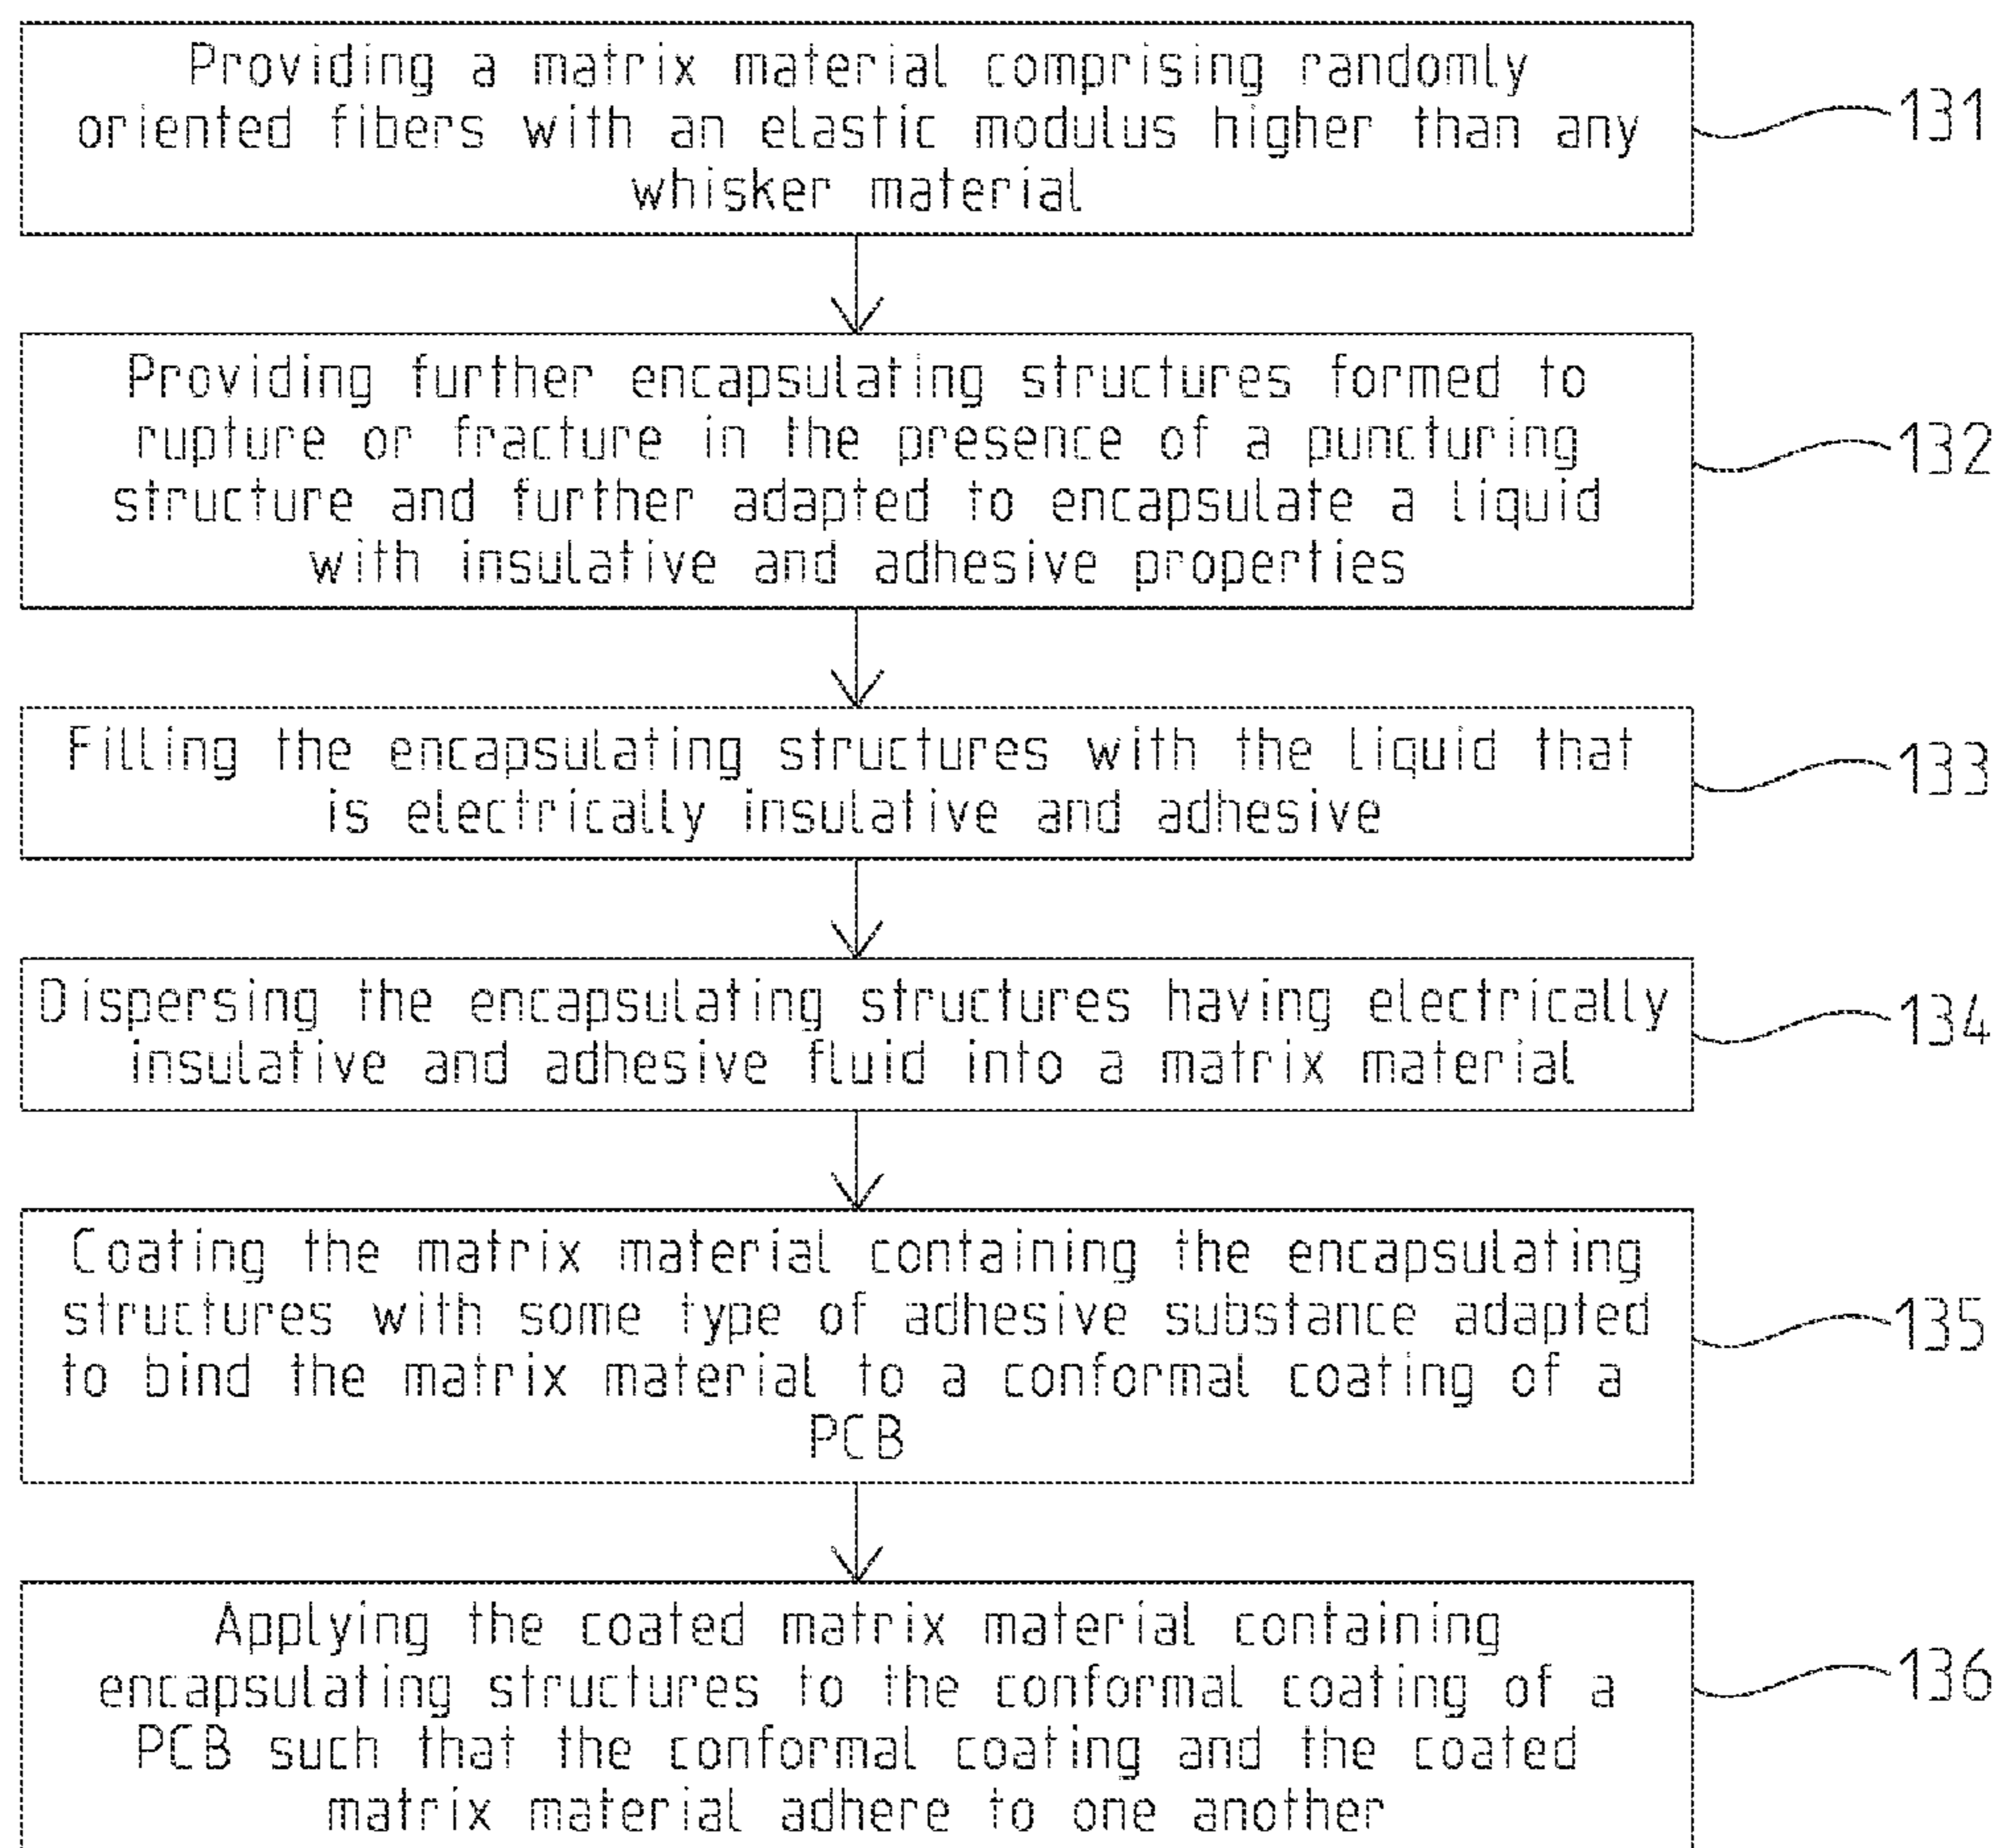 Providing a matrix material comprising randomly
oriented fibers with an elastic modulus higher than any
whisker material
131
Providing further encapsulating structures formed to
rupture or fracture in the presence of a puncturing
structure and further adapted to encapsulate a liquid
with insulative and adhesive properties
132
Filling the encapsulating structures with the liquid that
is electrically insulative and adhesive
133
Dispersing the encapsulating structures having electrically
insulative and adhesive fluid into a matrix material
134
Coating the matrix material containing the encapsulating
structures with some type of adhesive substance adapted
to bind the matrix material to a conformal coating of a
PCB
135
Applying the coated matrix material containing
encapsulating structures to the conformal coating of a
PCB such that the conformal coating and the coated
matrix material adhere to one another
136